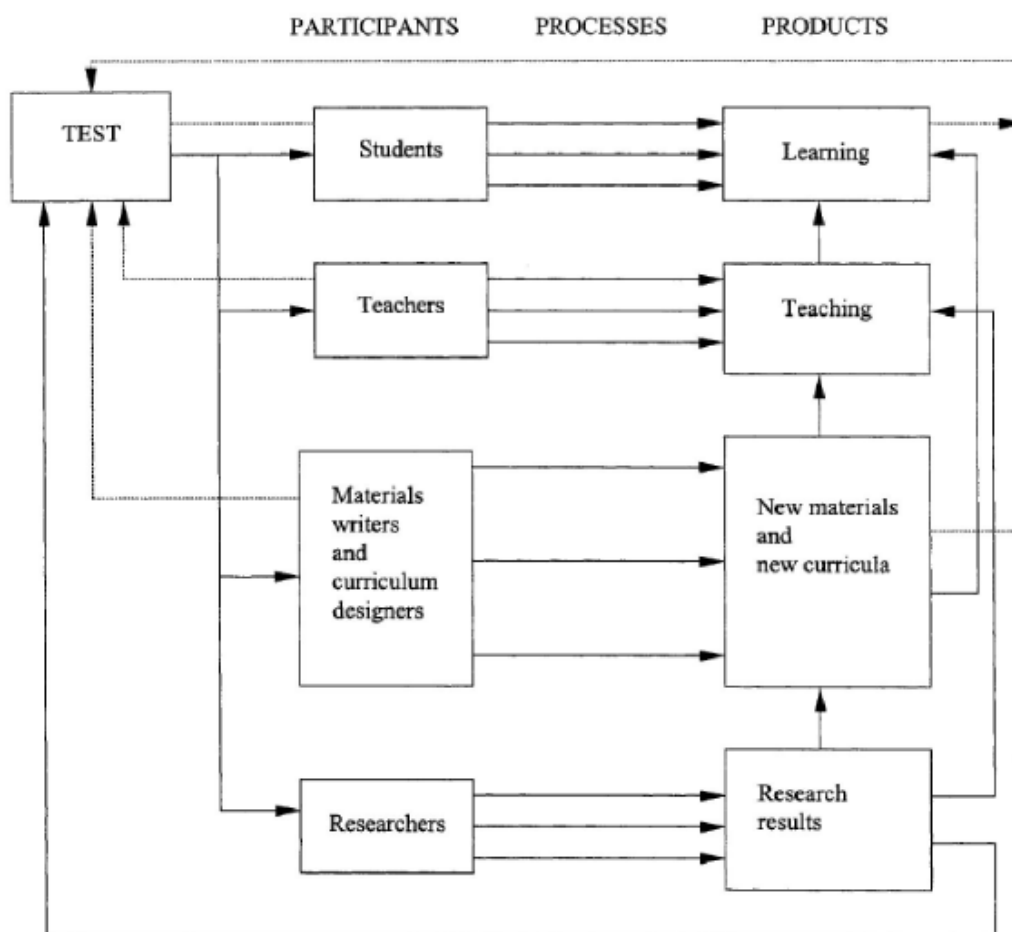 PARTICIPANTS PROCESSES PRODUCTS
TEST
Students
Learning
Teachers
Teaching
Materials
writers
and
curriculum
designers
New materials
and
new curricula
Researchers
Research
results